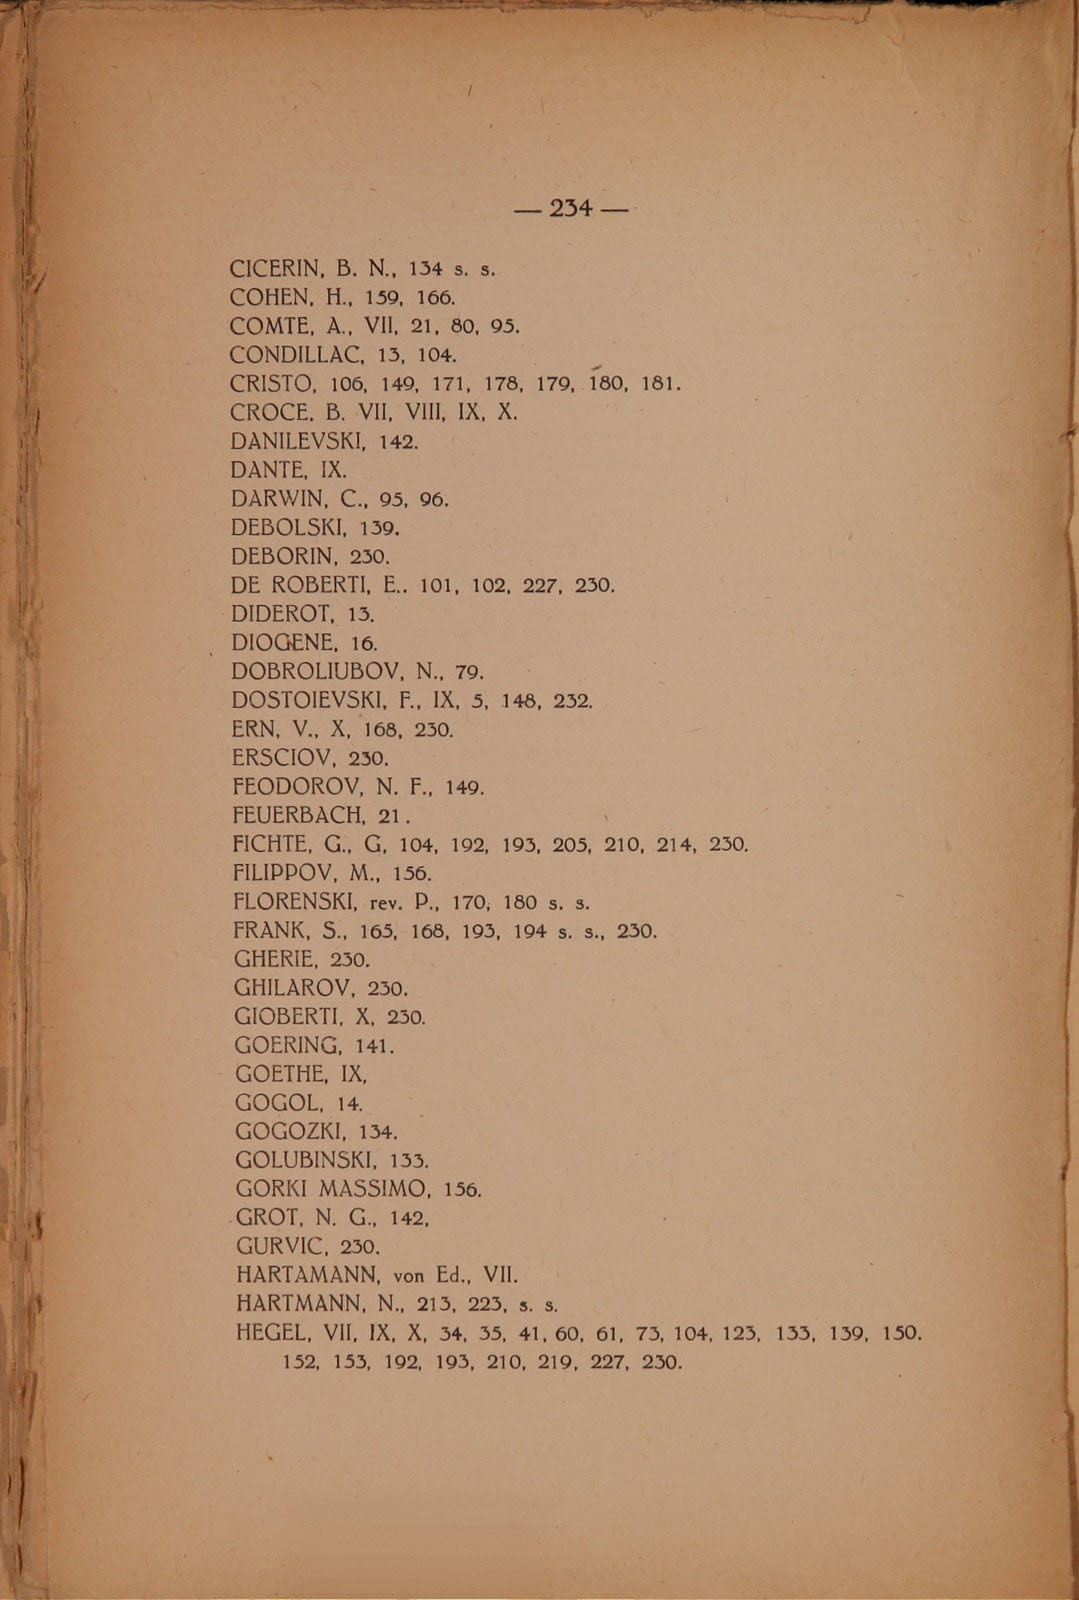 — 234 —
CICERIN, B. N., 134 s. s.
COHEN, H., 159, 166.
COMTE, A., VII, 21, 80, 95.
CONDILLAC, 13, 104.
CRISTO, 106, 149, 171, 178, 179, 180, 181.
CROCE, B. VII, VIII, IX, X.
DANILEVSKI, 142.
DANTE, IX.
DARWIN, C., 95, 96.
DEBOLSKI, 139.
DEBORIN, 230.
DE ROBERTI, E.. 101, 102, 227, 230.
DIDEROT, 13.
DIOGENE, 16.
DOBROLIUBOV, N., 79.
DOSTOIEVSKI, F., IX, 5, 148, 232.
ERN, V., X, 168, 230.
ERSCIOV, 230.
FEODOROV, N. F., 149.
FEUERBACH, 21.
FICHTE, G., G, 104, 192, 193, 205, 210, 214, 230.
FILIPPOV, M., 156.
FLORENSKI, rev. P., 170, 180 s. s.
FRANK, S., 165, 168, 193, 194 s. s., 230.
GHERIE, 230.
GHILAROV, 230.
GIOBERTI, X, 230.
GOERING, 141.
GOETHE, IX,
GOGOL, 14.
GOGOZKI, 134.
GOLUBINSKI, 133.
GORKI MASSIMO, 156.
GROT, N. G., 142,
GURVIC, 230.
HARTAMANN, von Ed., VII.
HARTMANN, N., 213, 223, s. s.
HEGEL, VII, IX, X, 34, 35, 41, 60, 61, 73, 104, 123, 133, 139, 150.
152, 153, 192, 193, 210, 219, 227, 230.